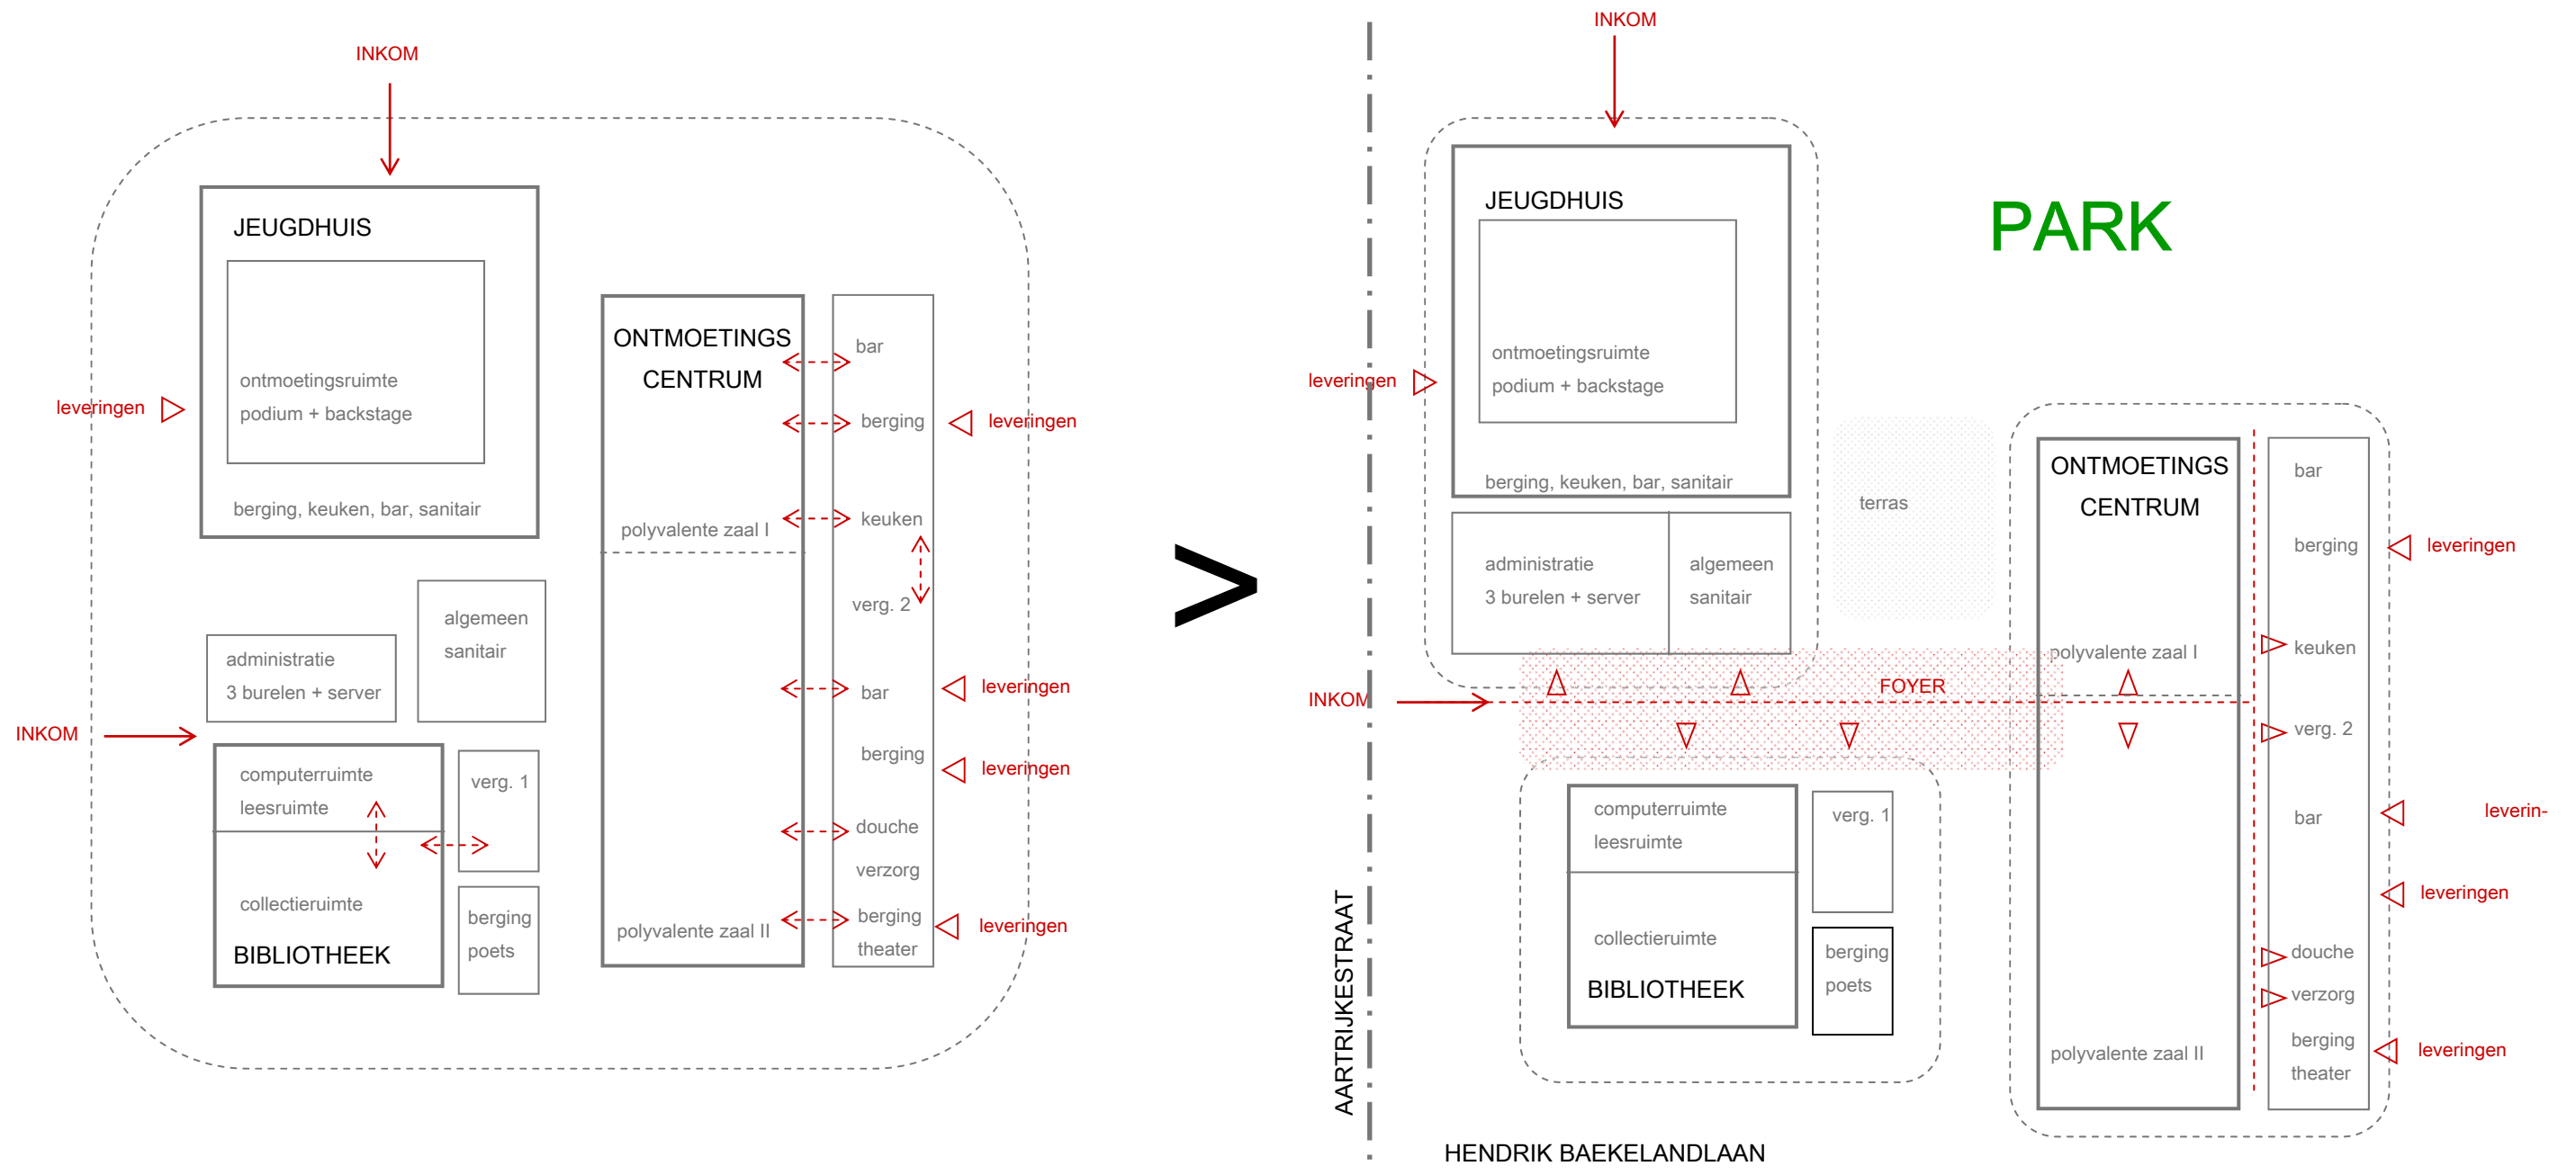 INKOM
JEUGDHUIS
ontmoetingsruimte
podium + backstage
leveringen
berging, keuken, bar, sanitair
algemeen
sanitair
administratie
3 burelen + server
INKOM
computerruimte
leesruimte
verg. 1
collectieruimte
BIBLIOTHEEK
berging
poets
ONTMOETINGS
CENTRUM
polyvalente zaal I
polyvalente zaal II
bar
berging
leveringen
keuken
verg. 2
bar
leveringen
berging
leveringen
douche
verzorg
berging
theater
leveringen
>
INKOM
JEUGDHUIS
ontmoetingsruimte
podium + backstage
leveringen
berging, keuken, bar, sanitair
administratie
3 burelen + server
algemeen
sanitair
PARK
terras
INKOM
FOYER
computerruimte
leesruimte
verg. 1
collectieruimte
BIBLIOTHEEK
berging
poets
ONTMOETINGS
CENTRUM
polyvalente zaal I
polyvalente zaal II
bar
berging
leveringen
keuken
verg. 2
bar
leverin-
leveringen
douche
verzorg
berging
theater
leveringen
AARTRIJKESTRAAT
HENDRIK BAEKELANDLAAN